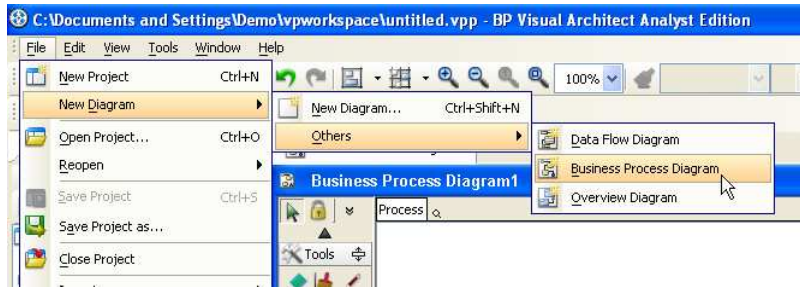 C:\Documents and Settings\Demo\vpworkspace\untitled.vpp - BP Visual Architect Analyst Edition
File Edit View Tools Window Help
New Project Ctrl+N
100%
New Diagram
New Diagram... Ctrl+Shift+N
Open Project... Ctrl+O
Others
Data Flow Diagram
Reopen
Business Process Diagram
Business Process Diagram1
Save Project Ctrl+S
Overview Diagram
Process
Save Project as...
Tools
Close Project